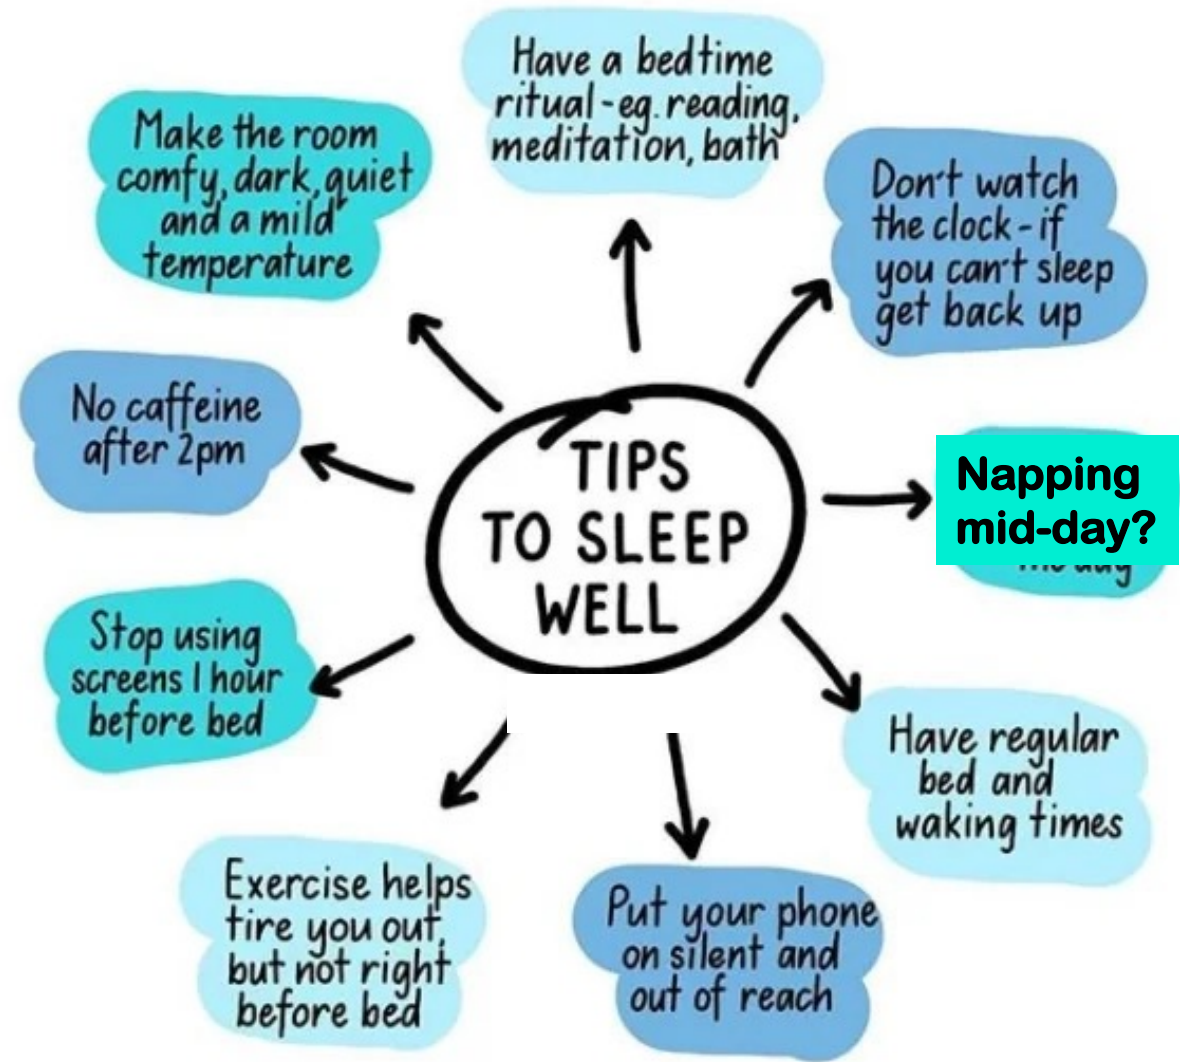 TIPS
TO SLEEP
WELL
Have a bedtime
ritual - eg. reading,
meditation, bath
Don't watch
the clock - if
you can't sleep
get back up
Napping
mid-day?
Have regular
bed and
waking times
Put your phone
on silent and
out of reach
Exercise helps
tire you out,
but not right
before bed
Stop using
screens 1 hour
before bed
No caffeine
after 2pm
Make the room
comfy, dark, quiet
and a mild
temperature